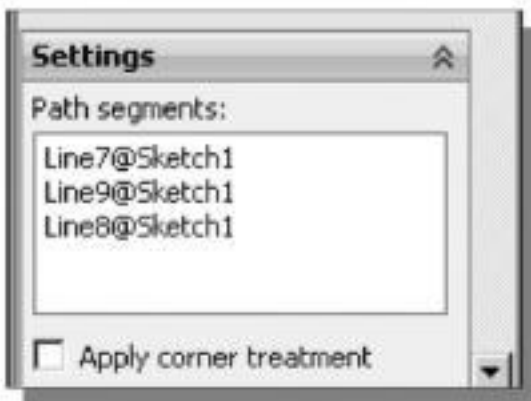 Settings
Path segments:
Line7@Sketch1
Line9@Sketch1
Line8@Sketch1
Apply corner treatment